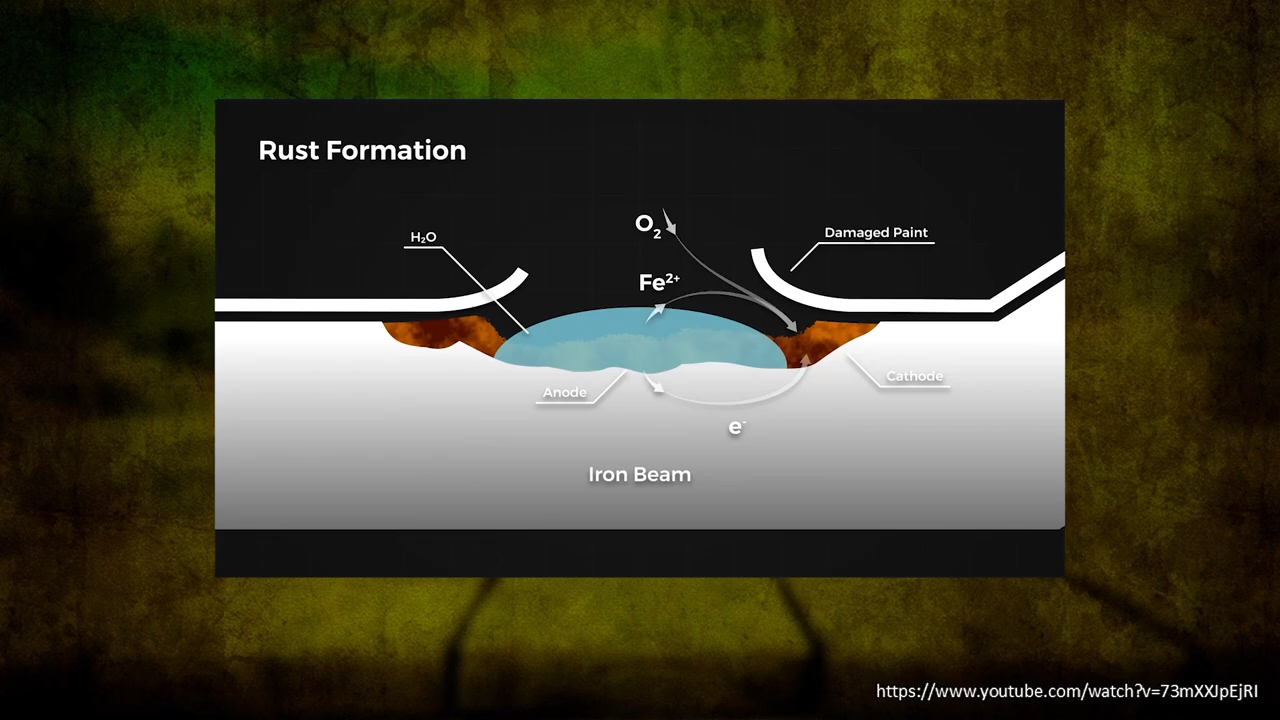 Rust Formation
O₂
H₂O
Damaged Paint
Fe²⁺
Anode
Cathode
e⁻
Iron Beam
https://www.youtube.com/watch?v=73mXXJpEjRI